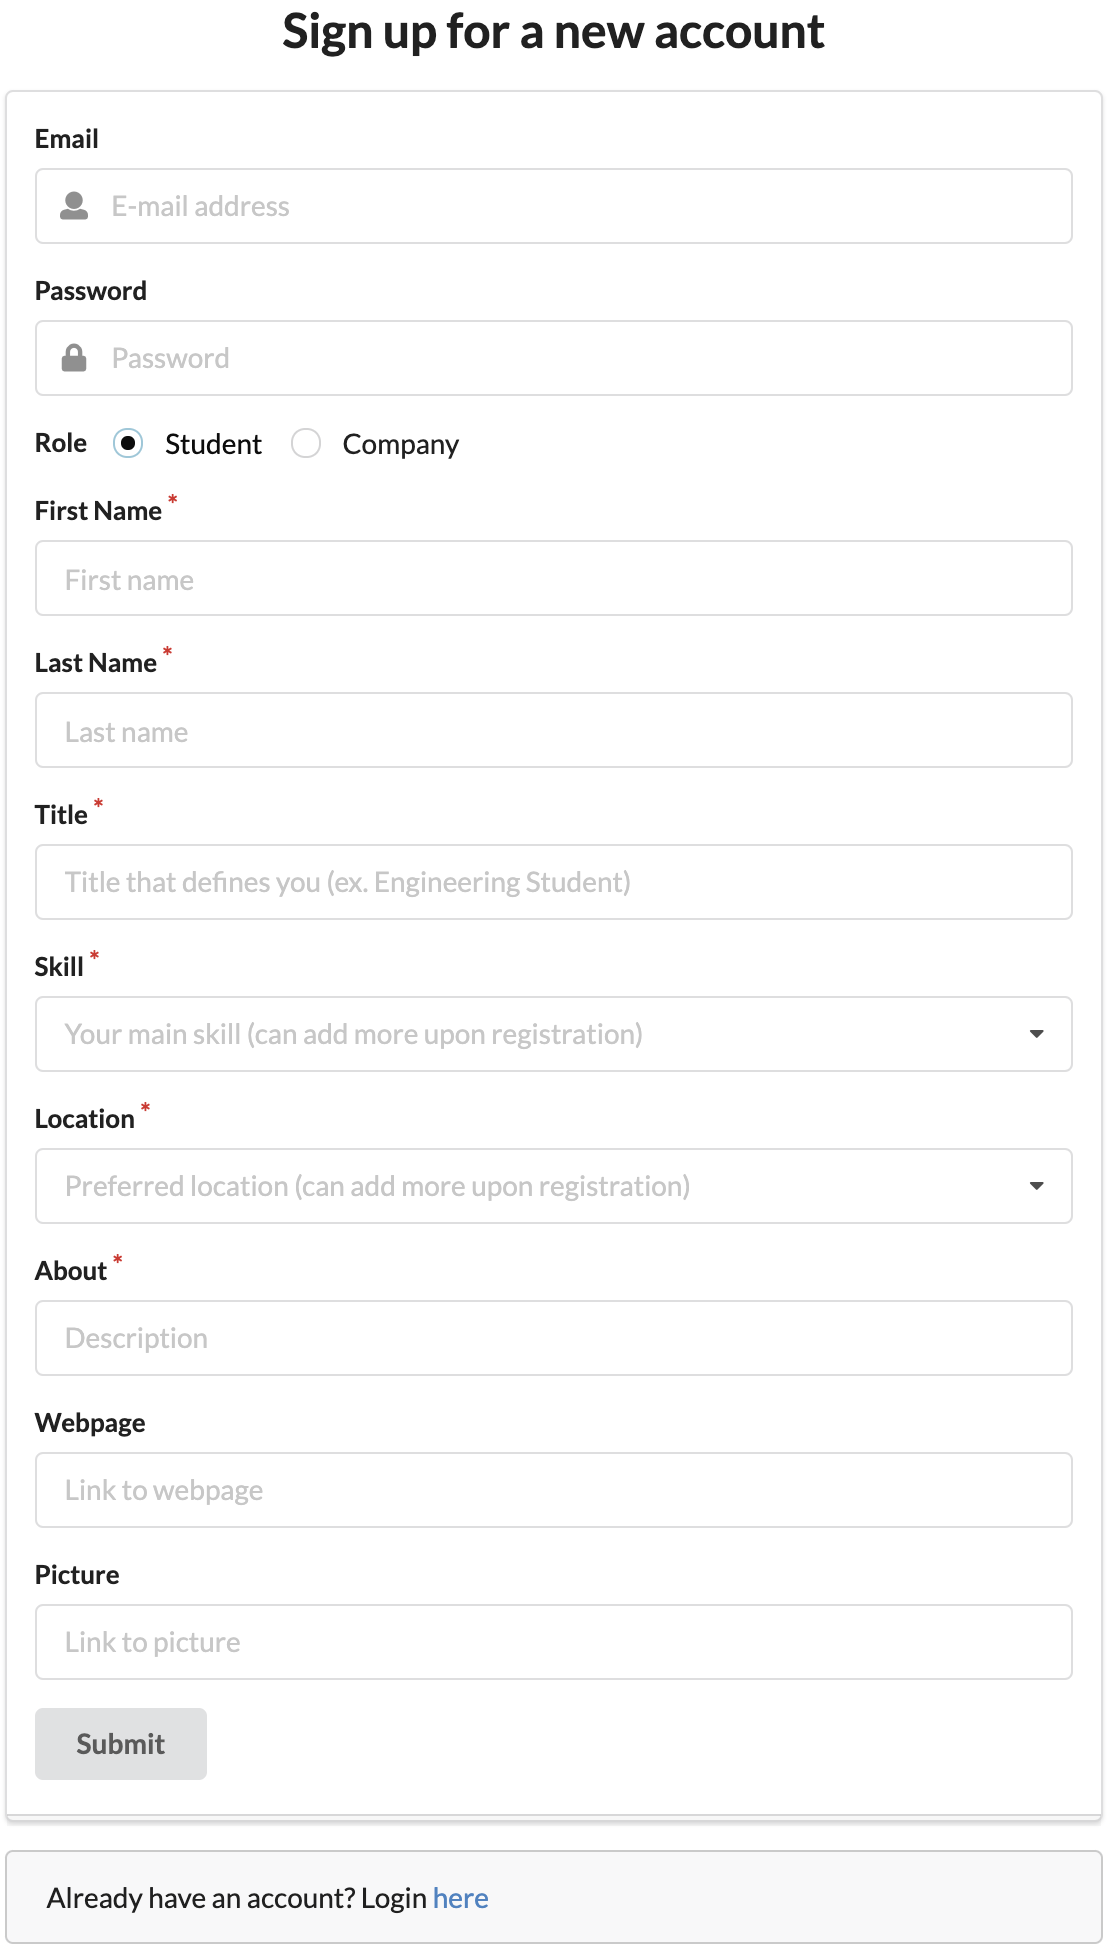 Sign up for a new account
Email
E-mail address
Password
Password
Role Student Company
First Name *
First name
Last Name *
Last name
Title *
Title that defines you (ex. Engineering Student)
Skill *
Your main skill (can add more upon registration)
Location *
Preferred location (can add more upon registration)
About *
Description
Webpage
Link to webpage
Picture
Link to picture
Submit
Already have an account? Login here